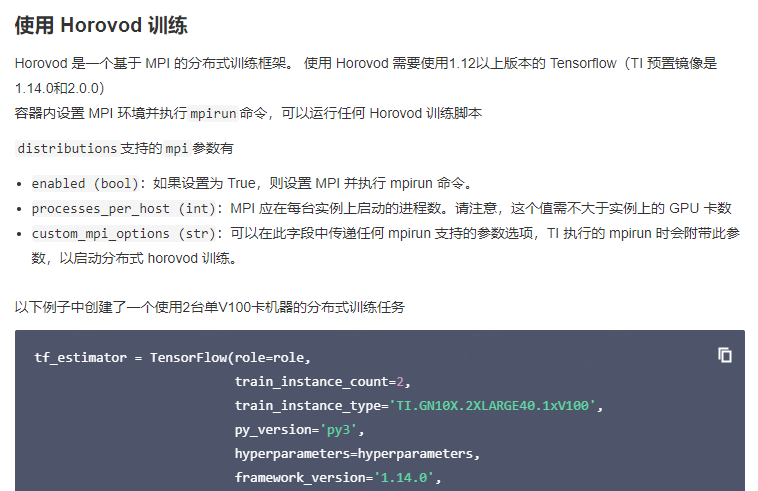 使用 Horovod 训练
Horovod 是一个基于 MPI 的分布式训练框架。 使用 Horovod 需要使用1.12以上版本的 Tensorflow（TI 预置镜像是
1.14.0和2.0.0）
容器内设置 MPI 环境并执行 mpirun 命令，可以运行任何 Horovod 训练脚本
distributions 支持的 mpi 参数有
• enabled (bool)：如果设置为 True，则设置 MPI 并执行 mpirun 命令。
• processes_per_host (int)：MPI 应在每台实例上启动的进程数。请注意，这个值需不大于实例上的 GPU 卡数
• custom_mpi_options (str)：可以在此字段中传递任何 mpirun 支持的参数选项，TI 执行的 mpirun 时会附带此参
数，以启动分布式 horovod 训练。
以下例子中创建了一个使用2台单V100卡机器的分布式训练任务
tf_estimator = TensorFlow(role=role,
train_instance_count=2,
train_instance_type='TI.GN10X.2XLARGE40.1xV100',
py_version='py3',
hyperparameters=hyperparameters,
framework_version='1.14.0',